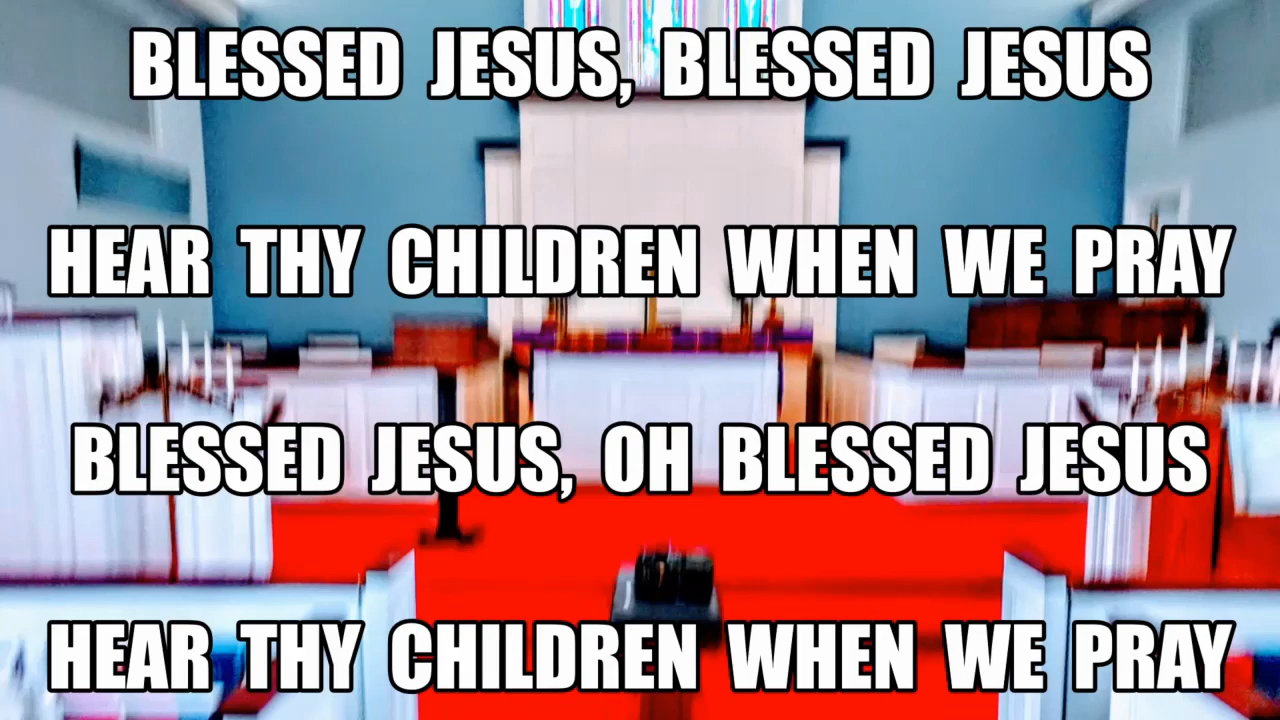 BLESSED JESUS, BLESSED JESUS
HEAR THY CHILDREN WHEN WE PRAY
BLESSED JESUS, OH BLESSED JESUS
HEAR THY CHILDREN WHEN WE PRAY